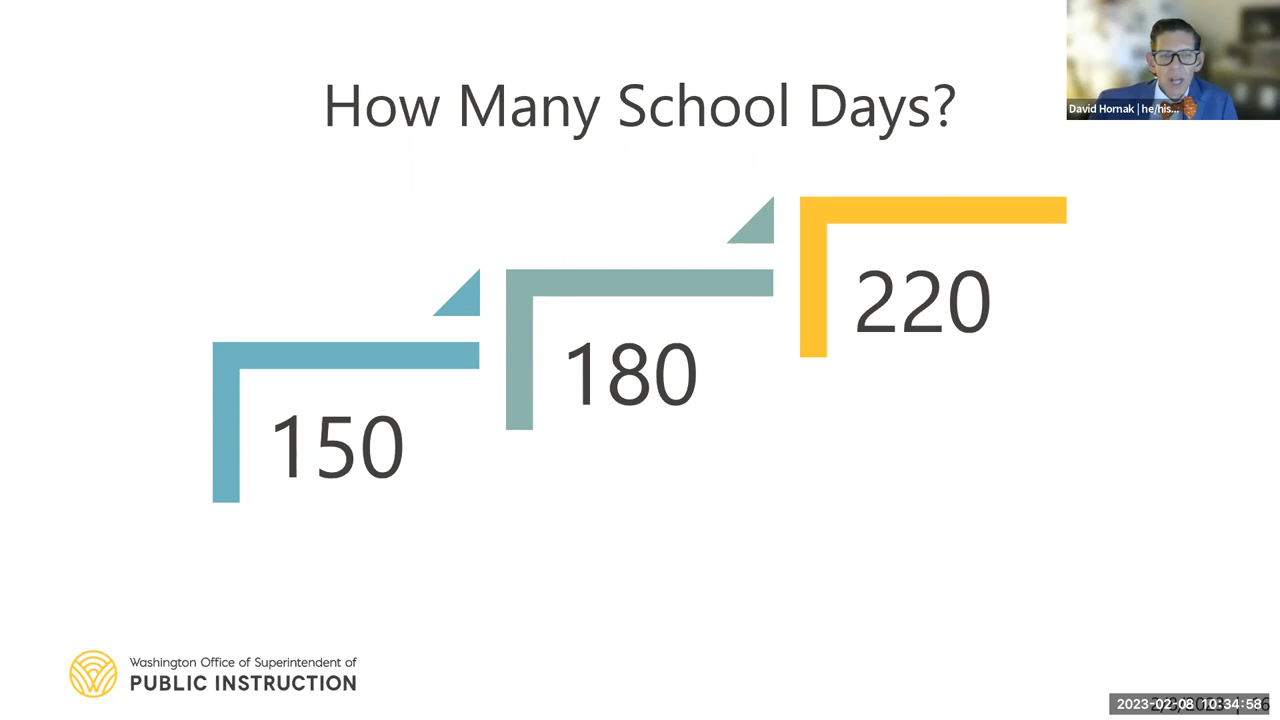 How Many School Days?
David Hornak | he/his...
220
180
150
Washington Office of Superintendent of
PUBLIC INSTRUCTION
2023-02-08 10:34:58